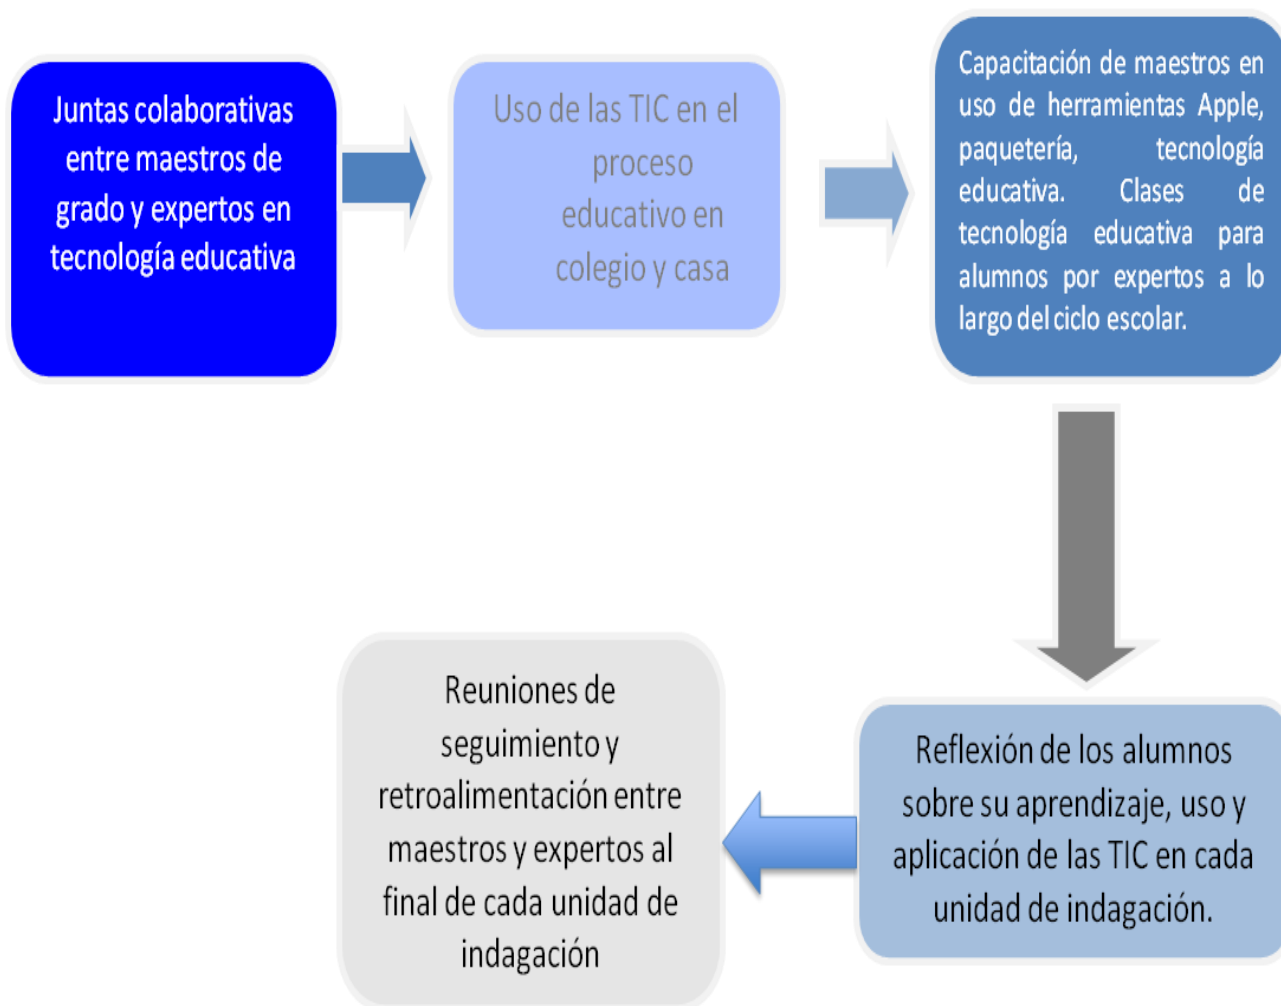 Juntas colaborativas
entre maestros de
grado y expertos en
tecnología educativa
Uso de las TIC en el
proceso
educativo en
colegio y casa
Capacitación de maestros en
uso de herramientas Apple,
paquetería, tecnología
educativa. Clases de
tecnología educativa para
alumnos por expertos a lo
largo del ciclo escolar.
Reflexión de los alumnos
sobre su aprendizaje, uso y
aplicación de las TIC en cada
unidad de indagación.
Reuniones de
seguimiento y
retroalimentación entre
maestros y expertos al
final de cada unidad de
indagación